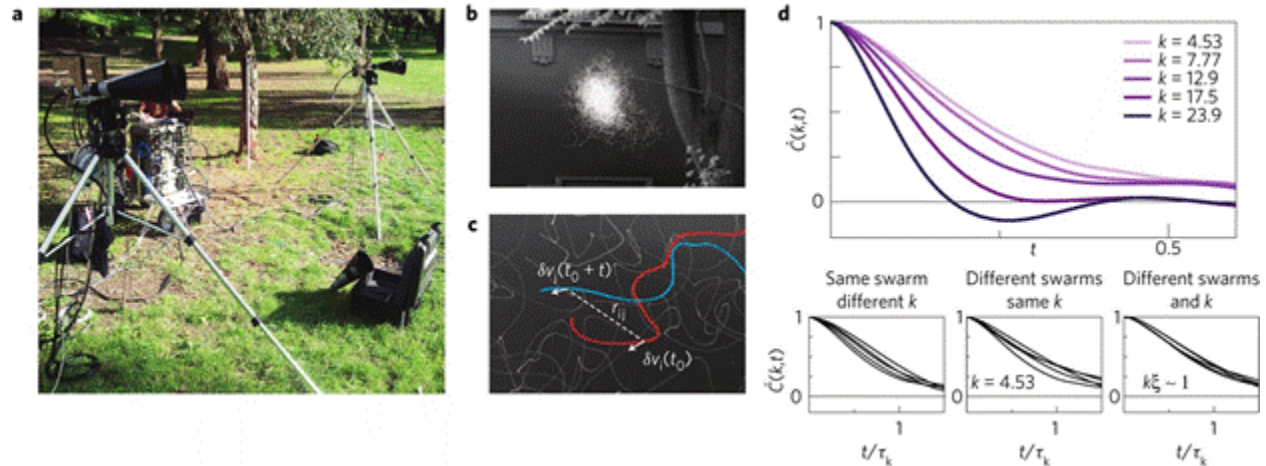 a
b
c
δv_j(t₀ + t)
r_ij
δv_i(t₀)
d
1
0
Ĉ(k,t)
t
0.5
k = 4.53
k = 7.77
k = 12.9
k = 17.5
k = 23.9
Same swarm
different k
1
0
Ĉ(k,t)
1
t/τ_k
Different swarms
same k
1
0
k = 4.53
1
t/τ_k
Different swarms
and k
1
0
kξ ~ 1
1
t/τ_k